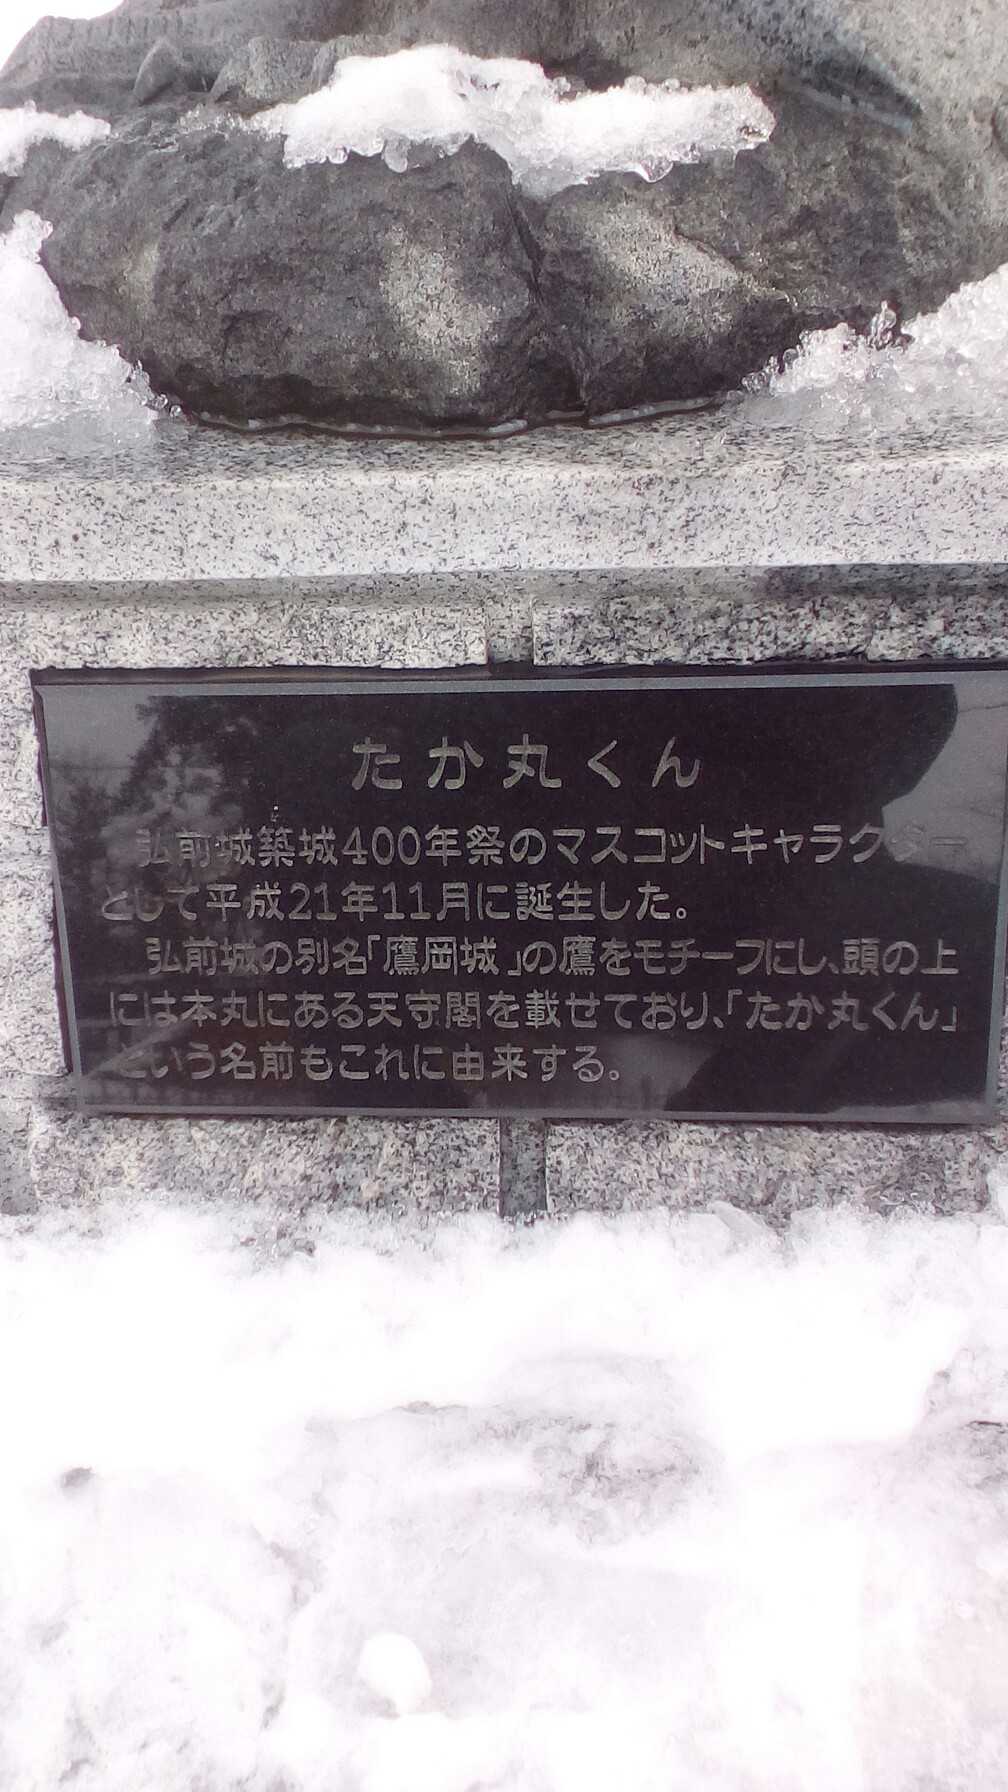 たか丸くん
弘前城築城400年祭のマスコットキャラクター
として平成21年11月に誕生した。
弘前城の別名「鷹岡城」の鷹をモチーフにし、頭の上
には本丸にある天守閣を載せており、「たか丸くん」
という名前もこれに由来する。